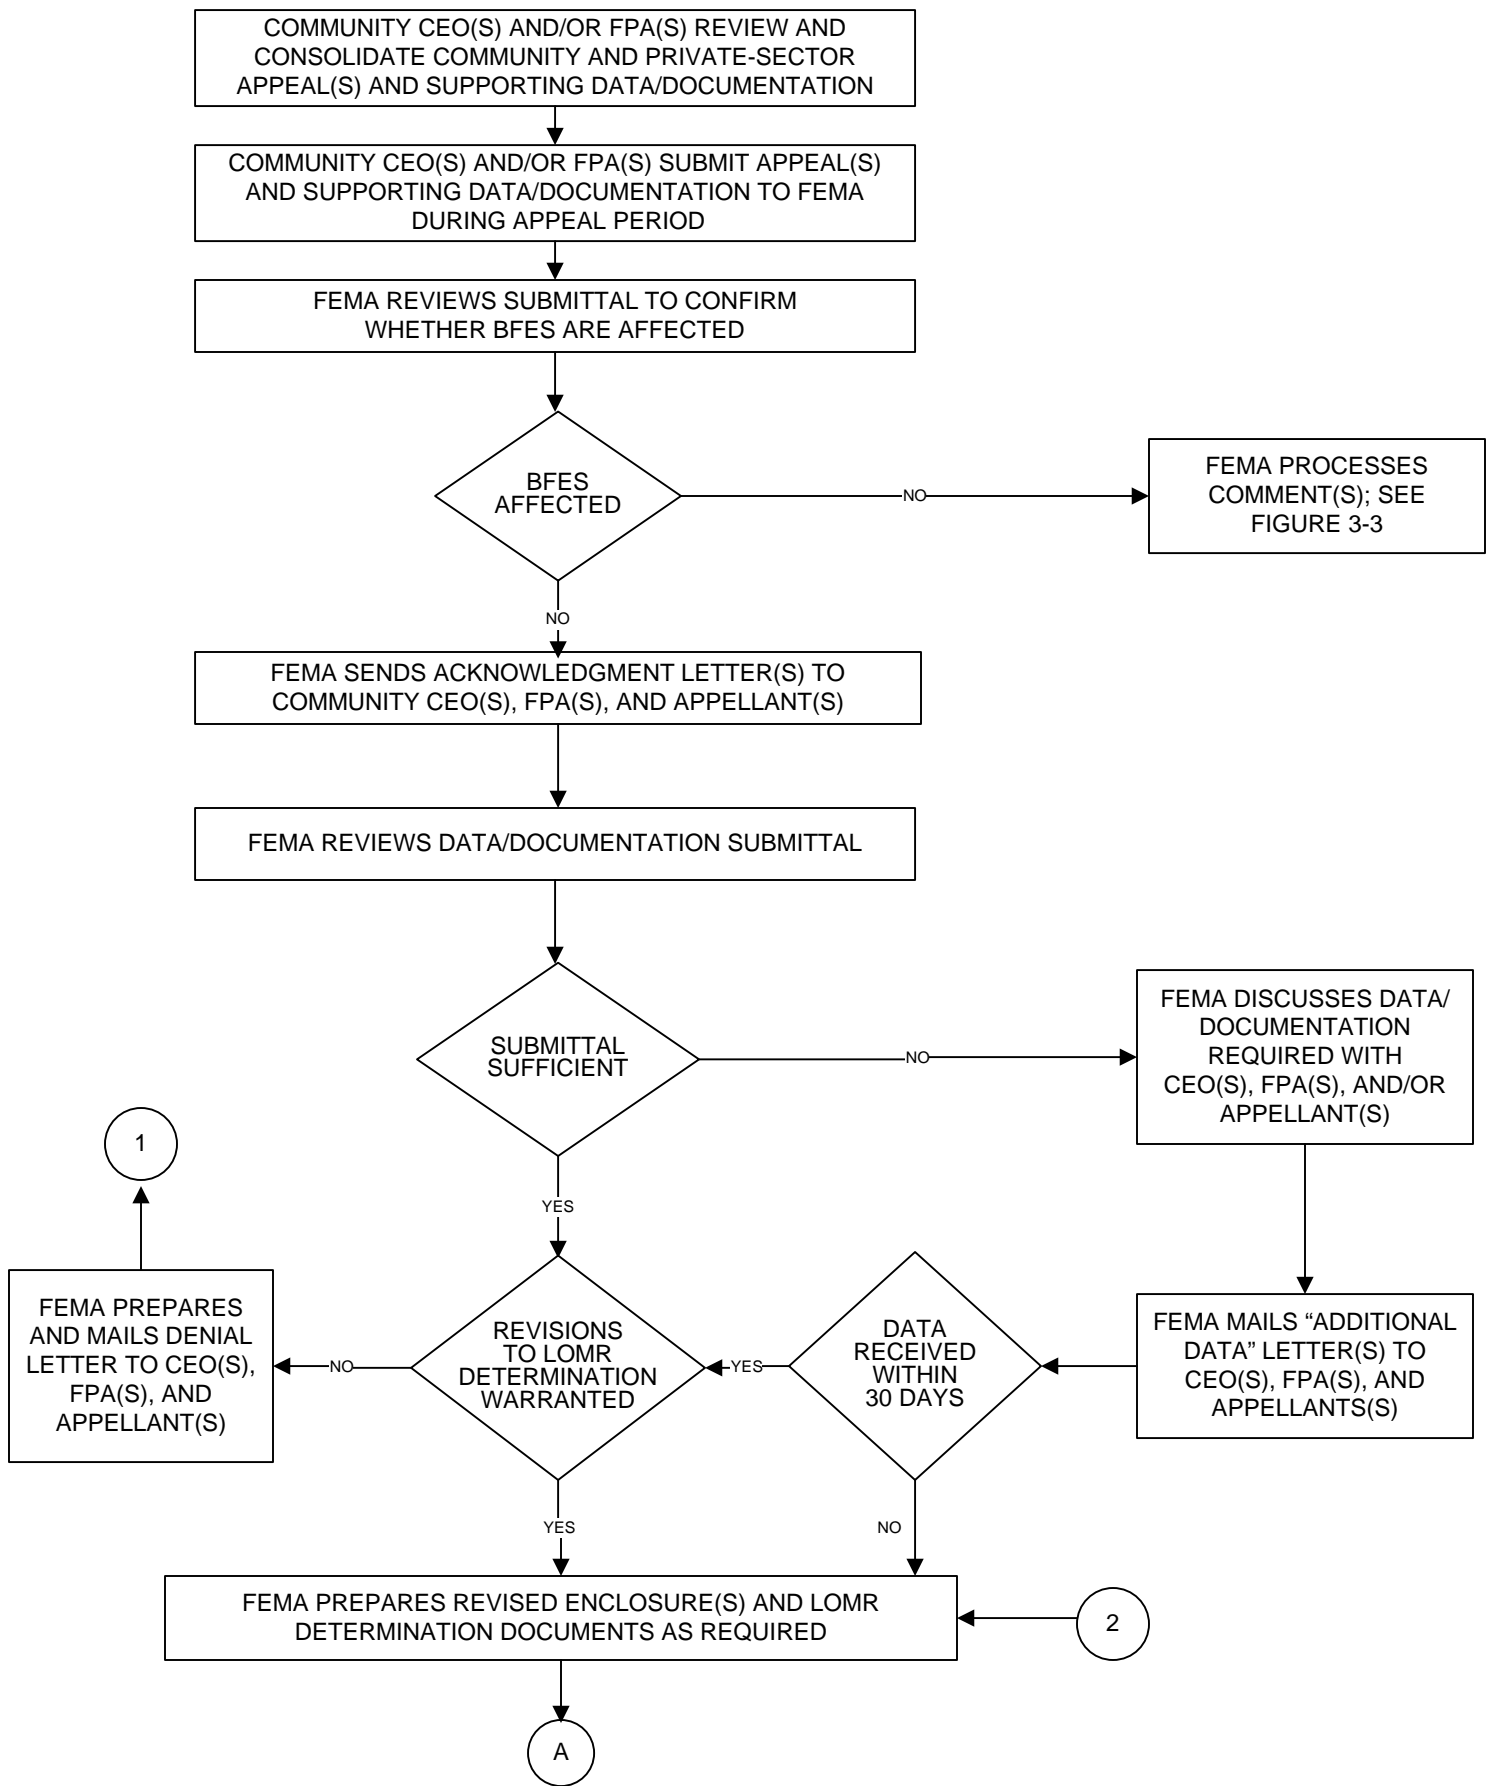 COMMUNITY CEO(S) AND/OR FPA(S) REVIEW AND
CONSOLIDATE COMMUNITY AND PRIVATE-SECTOR
APPEAL(S) AND SUPPORTING DATA/DOCUMENTATION
COMMUNITY CEO(S) AND/OR FPA(S) SUBMIT APPEAL(S)
AND SUPPORTING DATA/DOCUMENTATION TO FEMA
DURING APPEAL PERIOD
FEMA REVIEWS SUBMITTAL TO CONFIRM
WHETHER BFES ARE AFFECTED
BFES
AFFECTED
NO
FEMA PROCESSES
COMMENT(S); SEE
FIGURE 3-3
NO
FEMA SENDS ACKNOWLEDGMENT LETTER(S) TO
COMMUNITY CEO(S), FPA(S), AND APPELLANT(S)
FEMA REVIEWS DATA/DOCUMENTATION SUBMITTAL
SUBMITTAL
SUFFICIENT
NO
FEMA DISCUSSES DATA/
DOCUMENTATION
REQUIRED WITH
CEO(S), FPA(S), AND/OR
APPELLANT(S)
1
YES
FEMA PREPARES
AND MAILS DENIAL
LETTER TO CEO(S),
FPA(S), AND
APPELLANT(S)
NO
REVISIONS
TO LOMR
DETERMINATION
WARRANTED
YES
DATA
RECEIVED
WITHIN
30 DAYS
FEMA MAILS “ADDITIONAL
DATA” LETTER(S) TO
CEO(S), FPA(S), AND
APPELLANTS(S)
YES
NO
FEMA PREPARES REVISED ENCLOSURE(S) AND LOMR
DETERMINATION DOCUMENTS AS REQUIRED
2
A